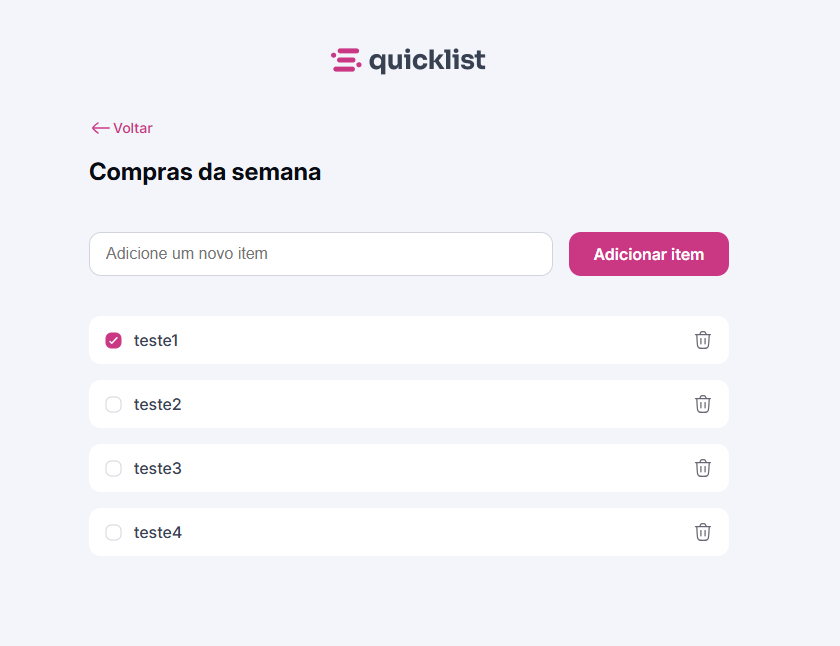 quicklist
Voltar
Compras da semana
Adicione um novo item
Adicionar item
teste1
teste2
teste3
teste4